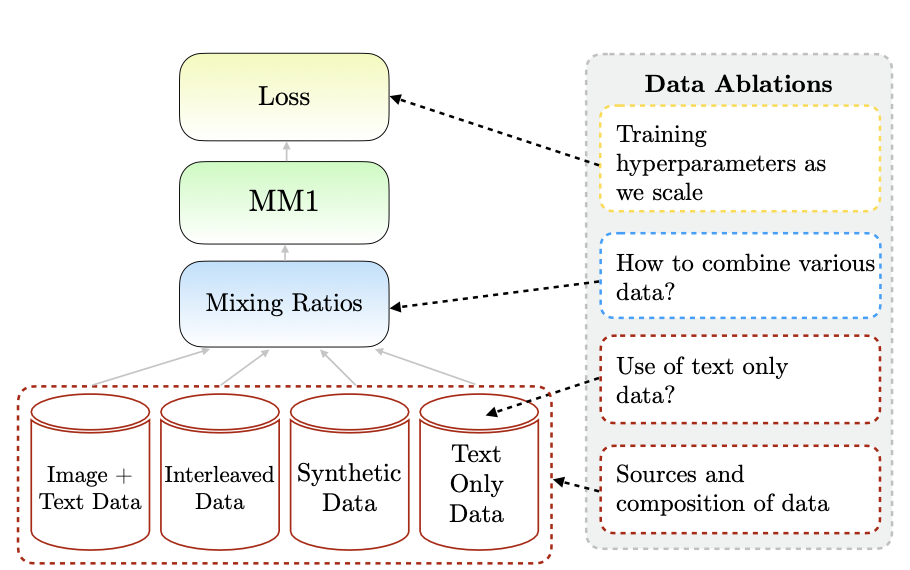 Loss
MM1
Mixing Ratios
Image +
Text Data
Interleaved
Data
Synthetic
Data
Text
Only
Data
Data Ablations
Training
hyperparameters as
we scale
How to combine various
data?
Use of text only
data?
Sources and
composition of data